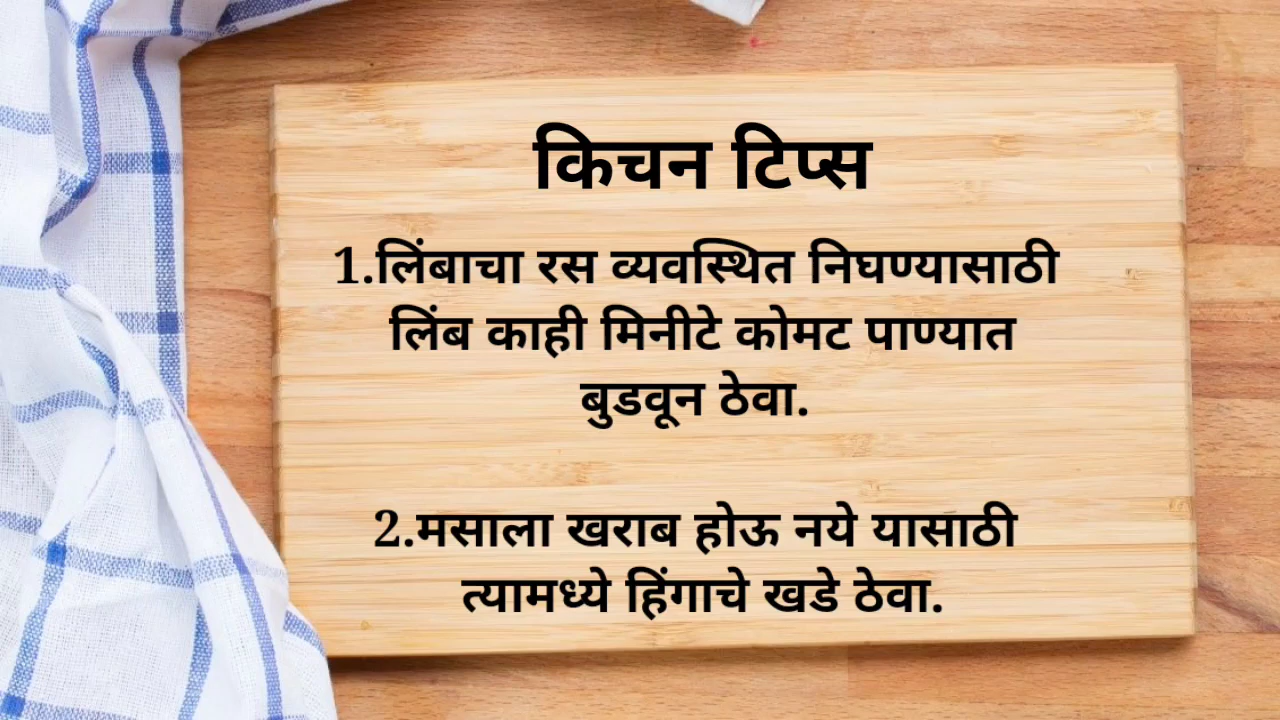 किचन टिप्स
1.लिंबाचा रस व्यवस्थित निघण्यासाठी
लिंब काही मिनीटे कोमट पाण्यात
बुडवून ठेवा.
2.मसाला खराब होऊ नये यासाठी
त्यामध्ये हिंगाचे खडे ठेवा.